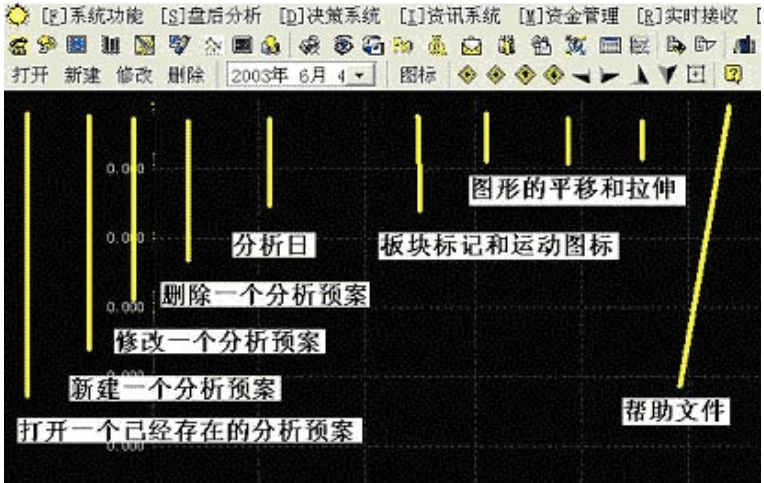 [F]系统功能 [S]盘后分析 [D]决策系统 [I]资讯系统 [M]资金管理 [R]实时接收 [
打开 新建 修改 删除 2003年 6月 4 图标
0.000
图形的平移和拉伸
0.000
分析日 板块标记和运动图标
删除一个分析预案
0.000
修改一个分析预案
新建一个分析预案
帮助文件
打开一个已经存在的分析预案
0.000